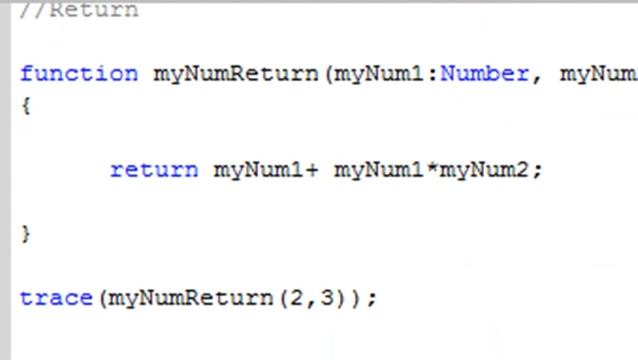 //Return
function myNumReturn(myNum1:Number, myNum
{
return myNum1+ myNum1*myNum2;
}
trace(myNumReturn(2,3));